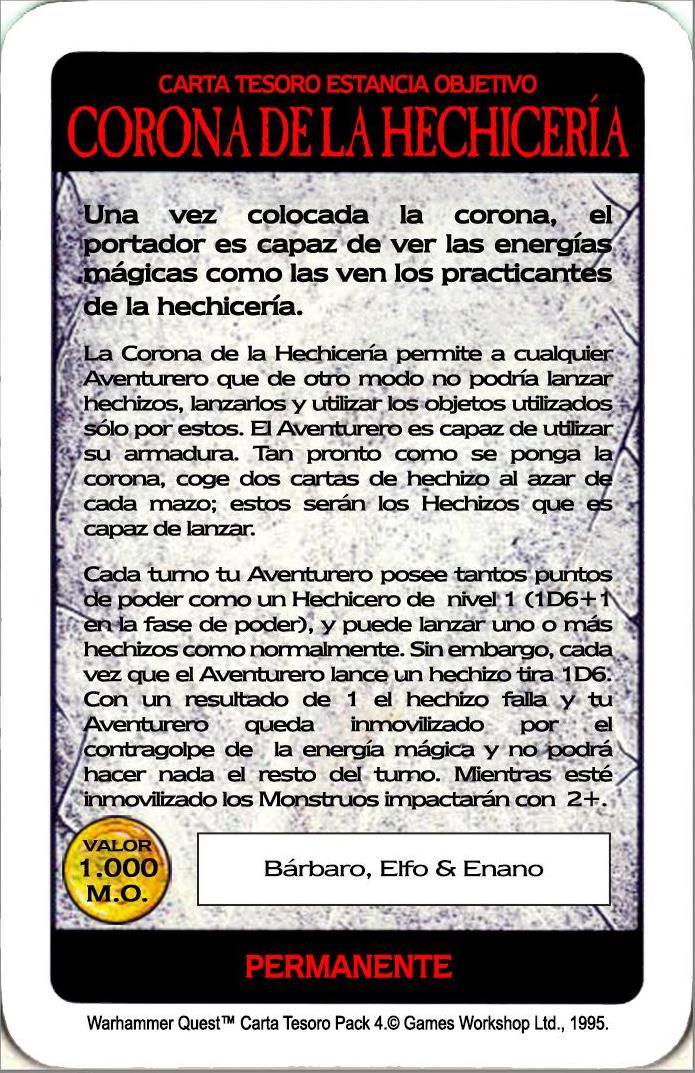 CARTA TESORO ESTANCIA OBJETIVO
CORONA DE LA HECHICERÍA
Una vez colocada la corona, el
portador es capaz de ver las energías
mágicas como las ven los practicantes
de la hechicería.
La Corona de la Hechicería permite a cualquier
Aventurero que de otro modo no podría lanzar
hechizos, lanzarlos y utilizar los objetos utilizados
sólo por estos. El Aventurero es capaz de utilizar
su armadura. Tan pronto como se ponga la
corona, coge dos cartas de hechizo al azar de
cada mazo; estos serán los Hechizos que es
capaz de lanzar.
Cada turno tu Aventurero posee tantos puntos
de poder como un Hechicero de nivel 1 (1D6+1
en la fase de poder), y puede lanzar uno o más
hechizos como normalmente. Sin embargo, cada
vez que el Aventurero lance un hechizo tira 1D6.
Con un resultado de 1 el hechizo falla y tu
Aventurero queda inmovilizado por el
contragolpe de la energía mágica y no podrá
hacer nada el resto del turno. Mientras esté
inmovilizado los Monstruos impactarán con 2+.
VALOR
1.000
M.O.
Bárbaro, Elfo & Enano
PERMANENTE
Warhammer Quest™ Carta Tesoro Pack 4.© Games Workshop Ltd., 1995.